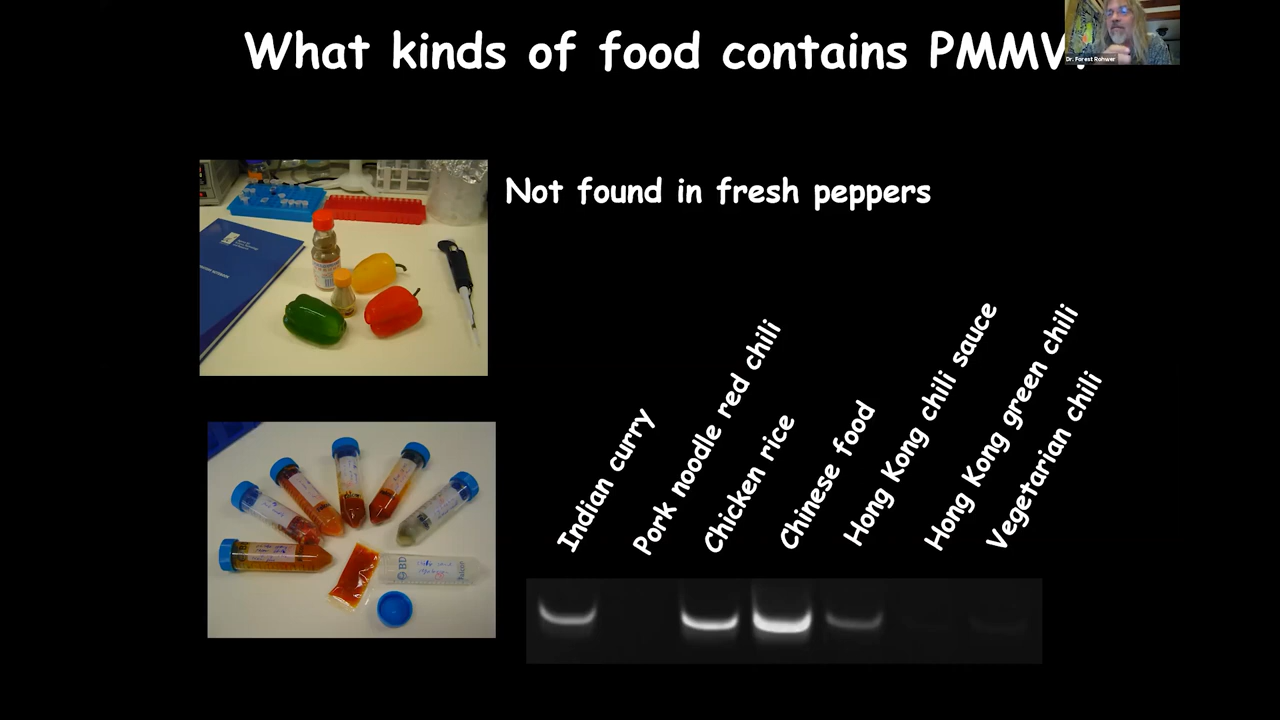 What kinds of food contains PMMV
Dr. Forest Rohwer
Not found in fresh peppers
Indian curry
Pork noodle red chili
Chicken rice
Chinese food
Hong Kong chili sauce
Hong Kong green chili
Vegetarian chili
BD